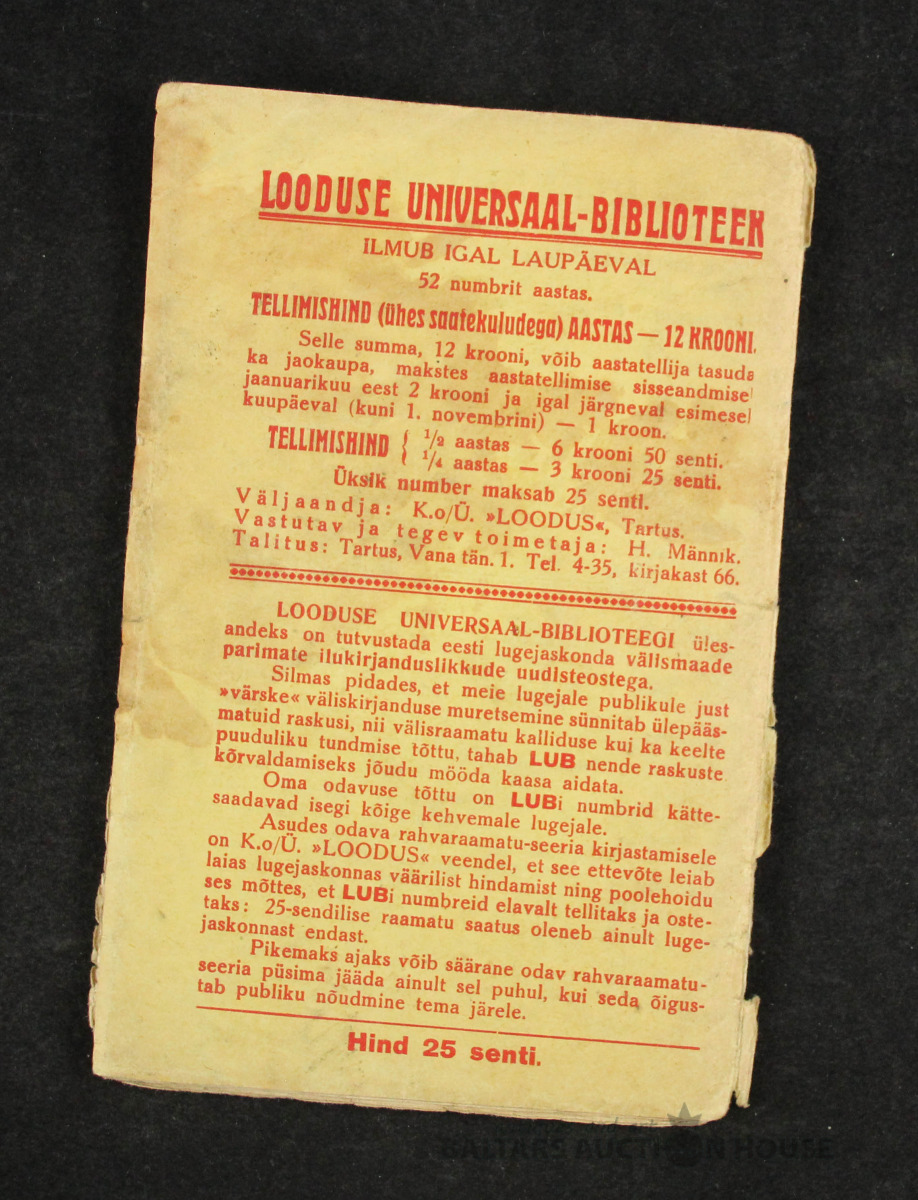 LOODUSE UNIVERSAAL-BIBLIOTEEK
ILMUB IGAL LAUPÄEVAL
52 numbrit aastas.
TELLIMISHIND (ühes saatekuludega) AASTAS — 12 KROONI.
Selle summa, 12 krooni, võib aastatellija tasuda
ka jaokaupa, makstes aastatellimise sisseandmisel
jaanuarikuu eest 2 krooni ja igal järgneval esimesel
kuupäeval (kuni 1. novembrini) — 1 kroon.
TELLIMISHIND { 1/2 aastas — 6 krooni 50 senti.
1/4 aastas — 3 krooni 25 senti.
Üksik number maksab 25 senti.
Väljaandja: K.o/Ü. »LOODUS«, Tartus.
Vastutav ja tegev toimetaja: H. Männik.
Talitus: Tartus, Vana tän. 1. Tel. 4-35, kirjakast 66.
LOODUSE UNIVERSAAL-BIBLIOTEEGI üles-
andeks on tutvustada eesti lugejaskonda välismaade
parimate ilukirjanduslikkude uudisteostega.
Silmas pidades, et meie lugejale publikule just
»värske« väliskirjanduse muretsemine sünnitab ülepääs-
matuid raskusi, nii välisraamatu kalliduse kui ka keelte
puuduliku tundmise tõttu, tahab LUB nende raskuste
kõrvaldamiseks jõudu mööda kaasa aidata.
Oma odavuse tõttu on LUBi numbrid kätte-
saadavad isegi kõige kehvemale lugejale.
Asudes odava rahvaraamatu-seeria kirjastamisele
on K.o/Ü. »LOODUS« veendel, et see ettevõte leiab
laias lugejaskonnas väärilist hindamist ning poolehoidu
ses mõttes, et LUBi numbreid elavalt tellitaks ja oste-
taks: 25-sendilise raamatu saatus oleneb ainult luge-
jaskonnast endast.
Pikemaks ajaks võib säärane odav rahvaraamatu-
seeria püsima jääda ainult sel puhul, kui seda õigus-
tab publiku nõudmine tema järele.
Hind 25 senti.
BALTARS AUCTION HOUSE